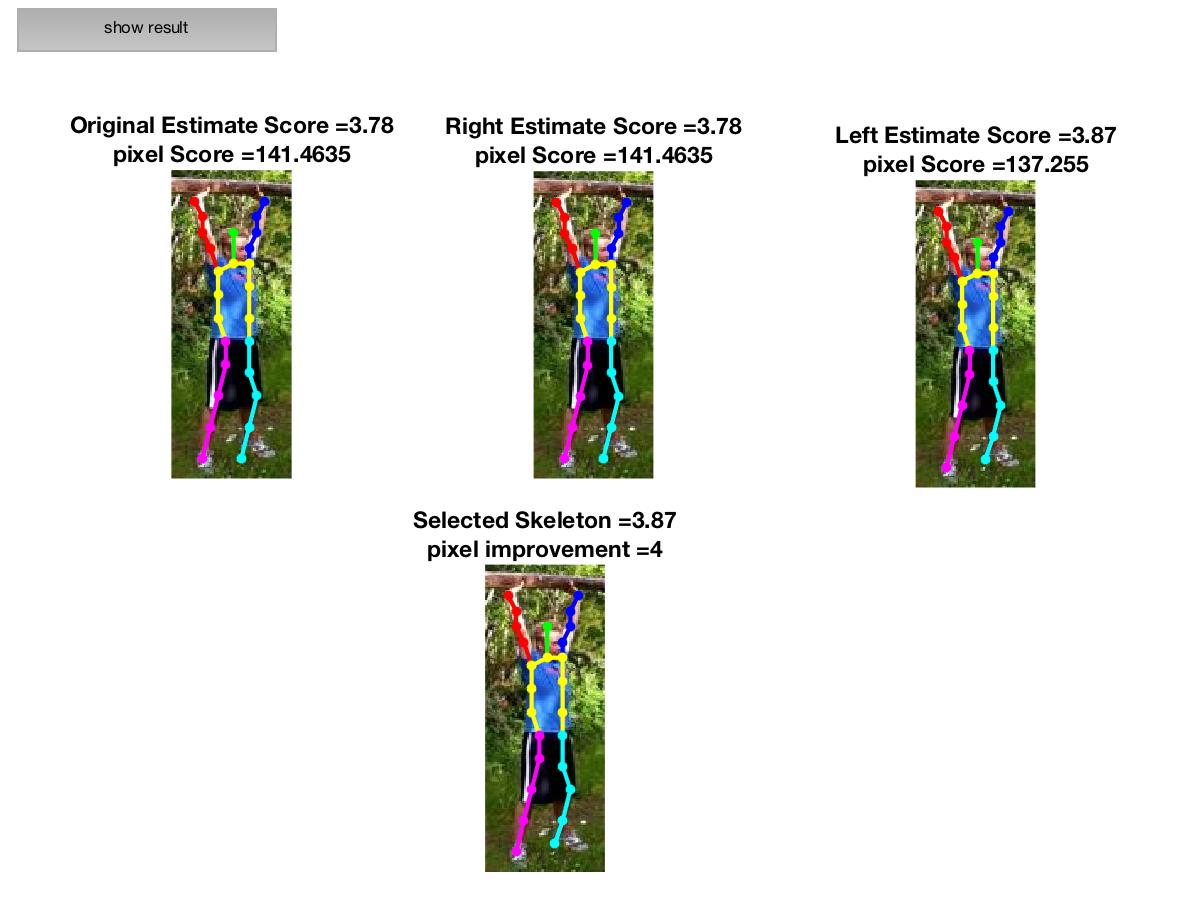 show result
Original Estimate Score =3.78
pixel Score =141.4635
Right Estimate Score =3.78
pixel Score =141.4635
Left Estimate Score =3.87
pixel Score =137.255
Selected Skeleton =3.87
pixel improvement =4